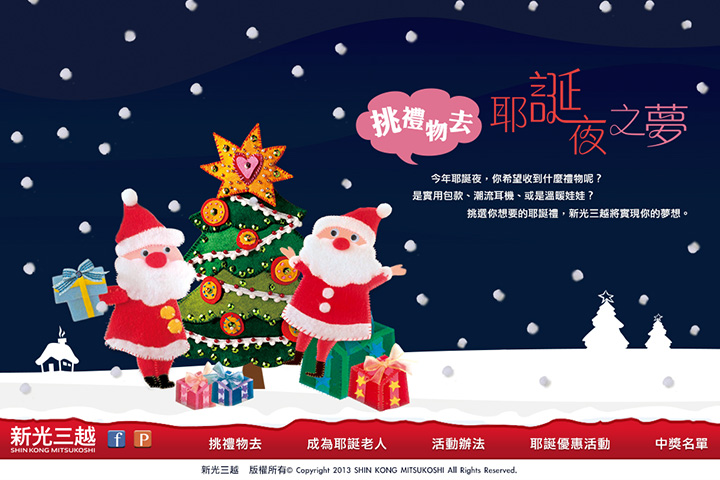 挑禮物去
耶誕夜之夢
今年耶誕夜，你希望收到什麼禮物呢？
是實用包款、潮流耳機、或是溫暖娃娃？
挑選你想要的耶誕禮，新光三越將實現你的夢想。
新光三越
SHIN KONG MITSUKOSHI
f
P
挑禮物去
成為耶誕老人
活動辦法
耶誕優惠活動
中獎名單
新光三越 版權所有© Copyright 2013 SHIN KONG MITSUKOSHI All Rights Reserved.